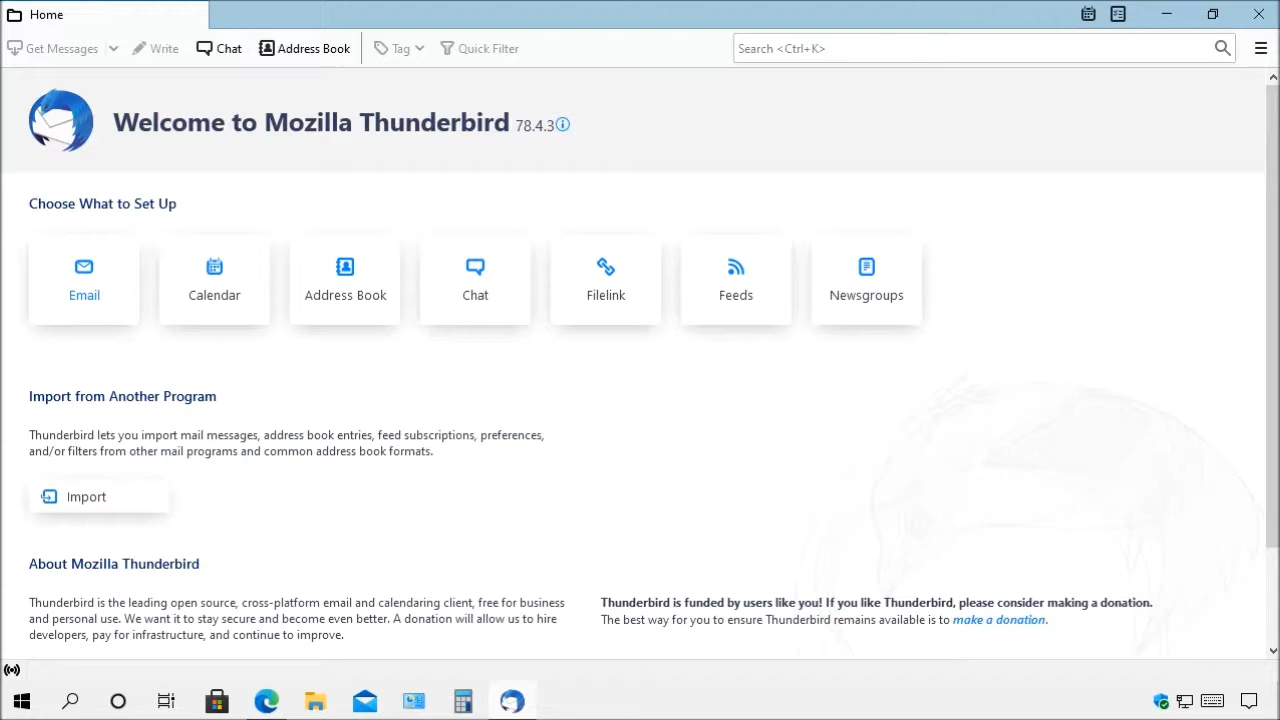 Home
Get Messages Write Chat Address Book Tag Quick Filter Search <Ctrl+K>
Welcome to Mozilla Thunderbird 78.4.3
Choose What to Set Up
Email Calendar Address Book Chat Filelink Feeds Newsgroups
Import from Another Program
Thunderbird lets you import mail messages, address book entries, feed subscriptions, preferences,
and/or filters from other mail programs and common address book formats.
Import
About Mozilla Thunderbird
Thunderbird is the leading open source, cross-platform email and calendaring client, free for business
and personal use. We want it to stay secure and become even better. A donation will allow us to hire
developers, pay for infrastructure, and continue to improve.
Thunderbird is funded by users like you! If you like Thunderbird, please consider making a donation.
The best way for you to ensure Thunderbird remains available is to make a donation.